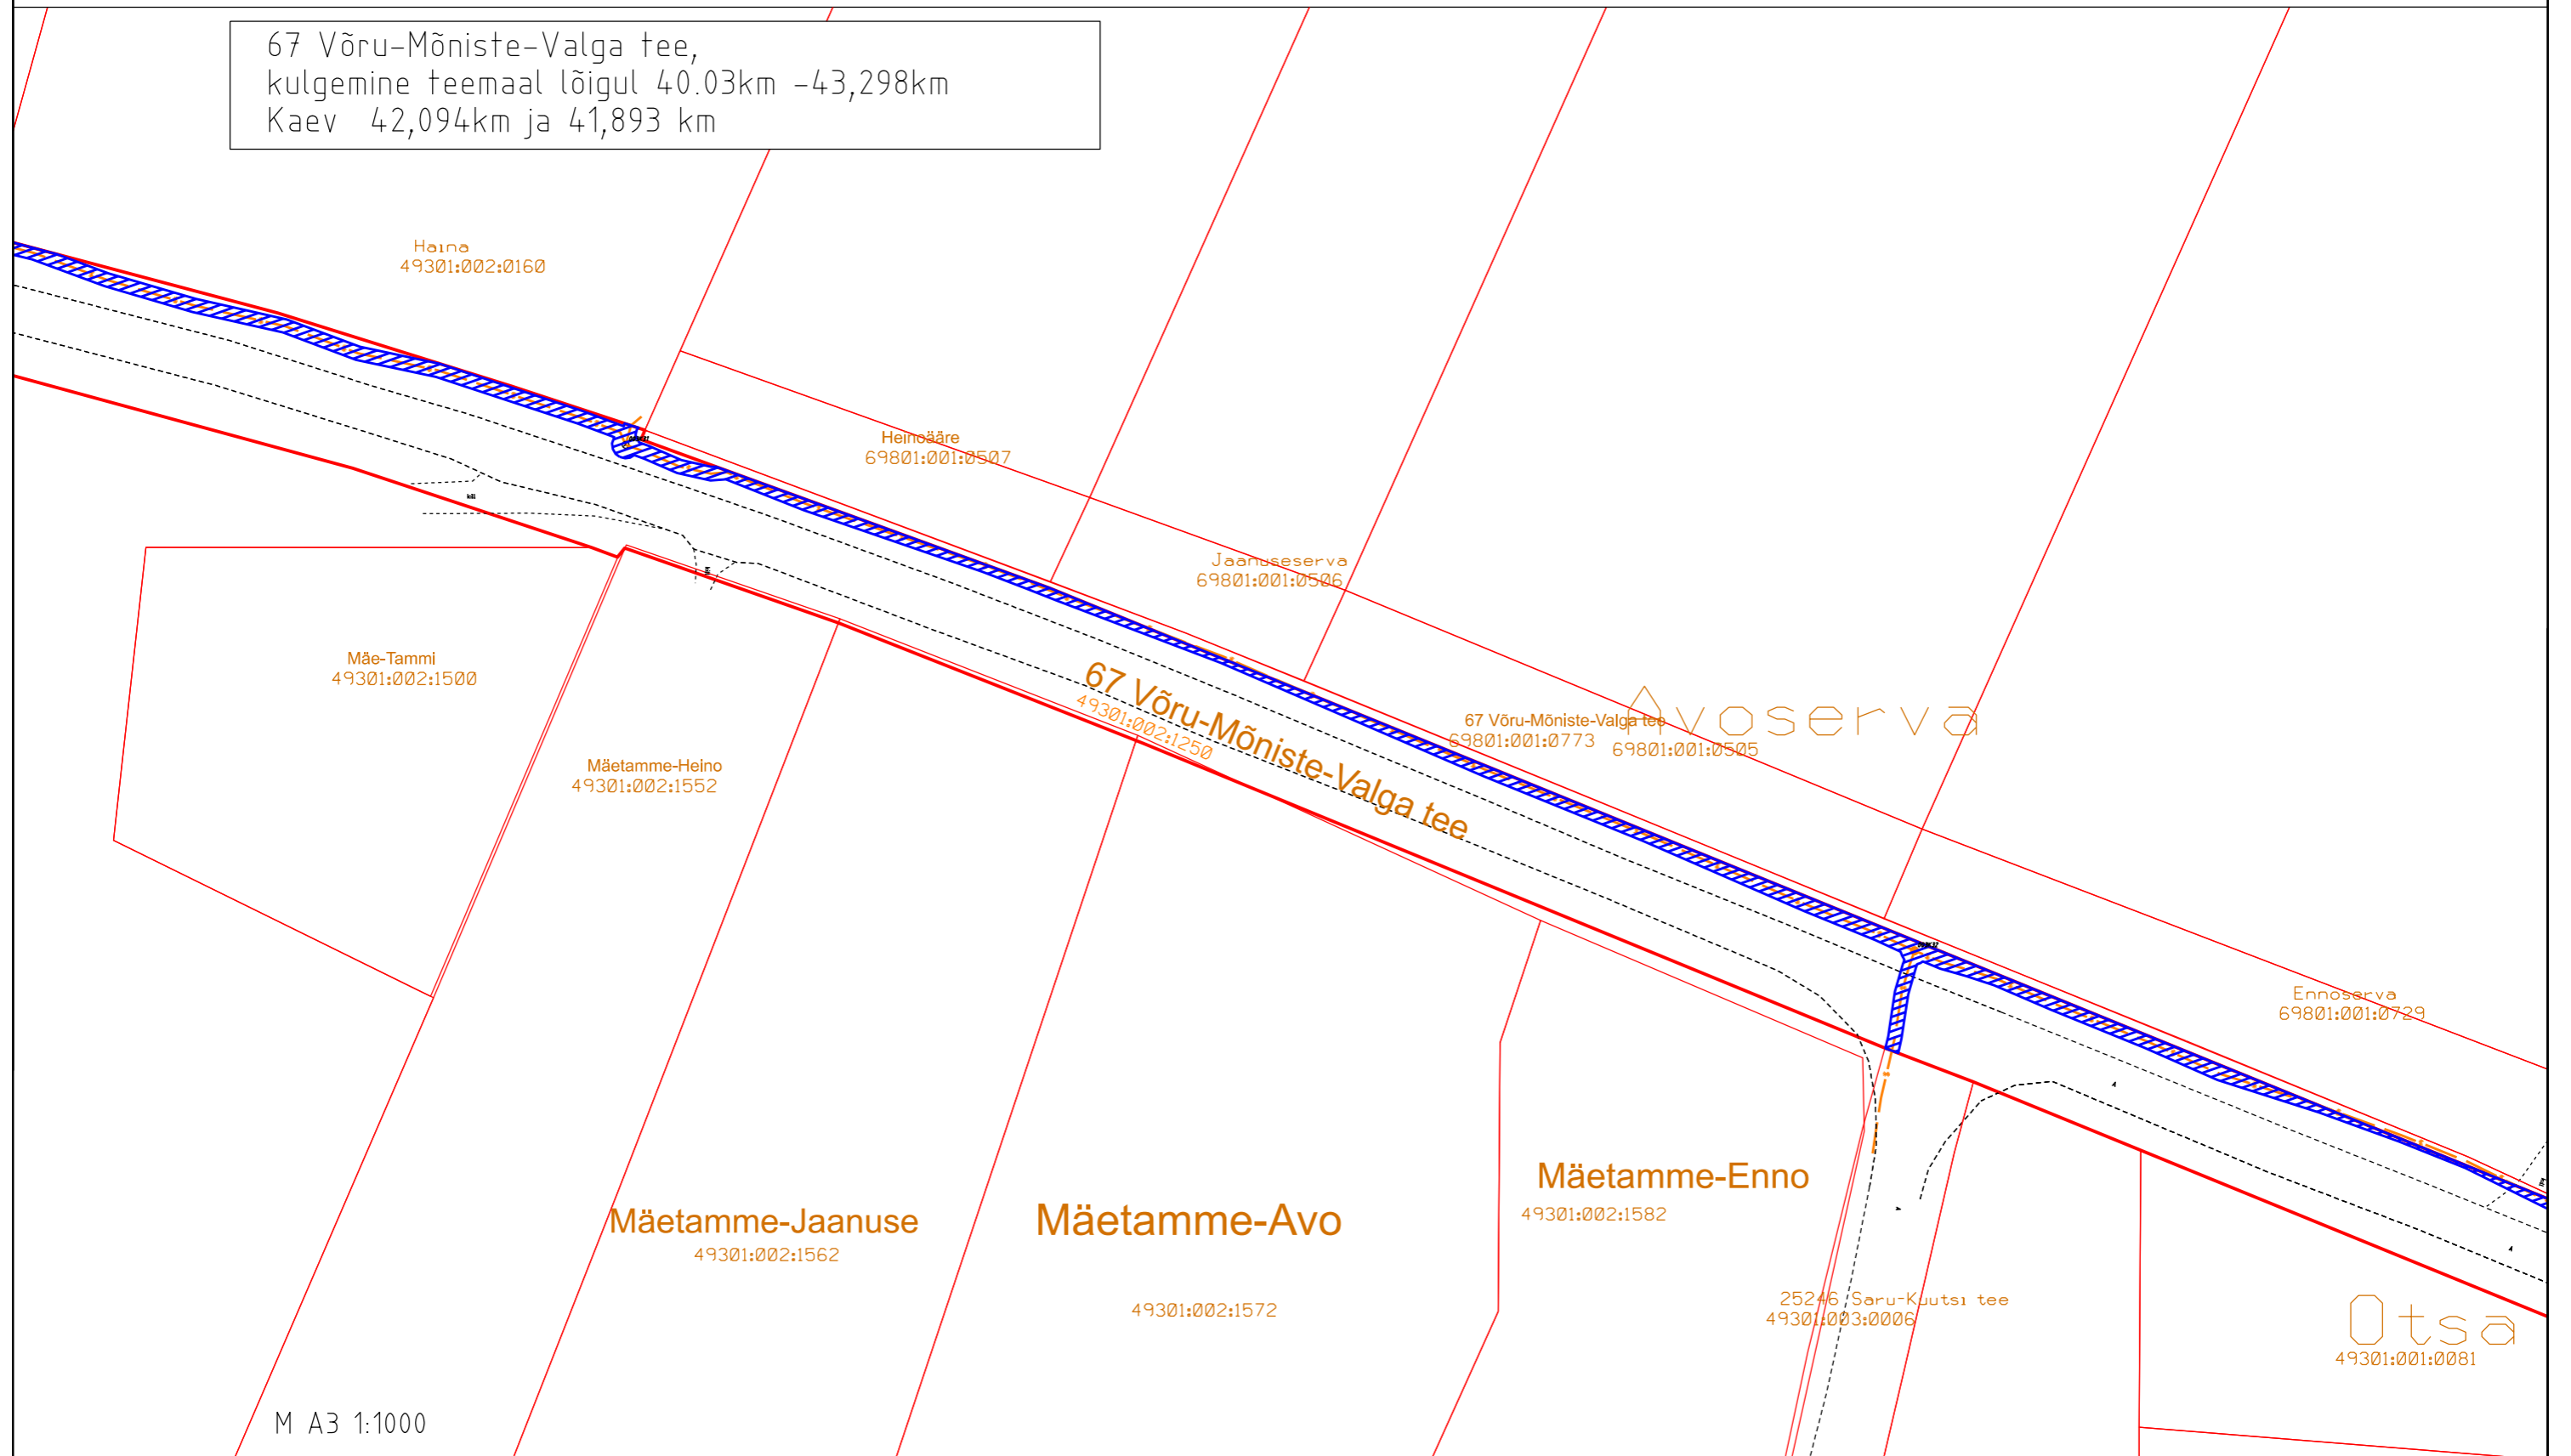 67 Võru-Mõniste-Valga tee,
kulgemine teemaal lõigul 40.03km -43,298km
Kaev 42,094km ja 41,893 km
Haina
49301:002:0160
Heinoääre
69801:001:0507
Jaanuseserva
69801:001:0506
Mäe-Tammi
49301:002:1500
67 Võru-Mõniste-Valga tee
49301:002:1250
67 Võru-Mõniste-Valga tee
69801:001:0773
Avoserva
69801:001:0505
Mäetamme-Heino
49301:002:1552
Ennoserva
69801:001:0729
Mäetamme-Enno
49301:002:1582
Mäetamme-Jaanuse
49301:002:1562
Mäetamme-Avo
49301:002:1572
25246 Saru-Kuutsi tee
49301:003:0006
Otsa
49301:001:0081
M A3 1:1000